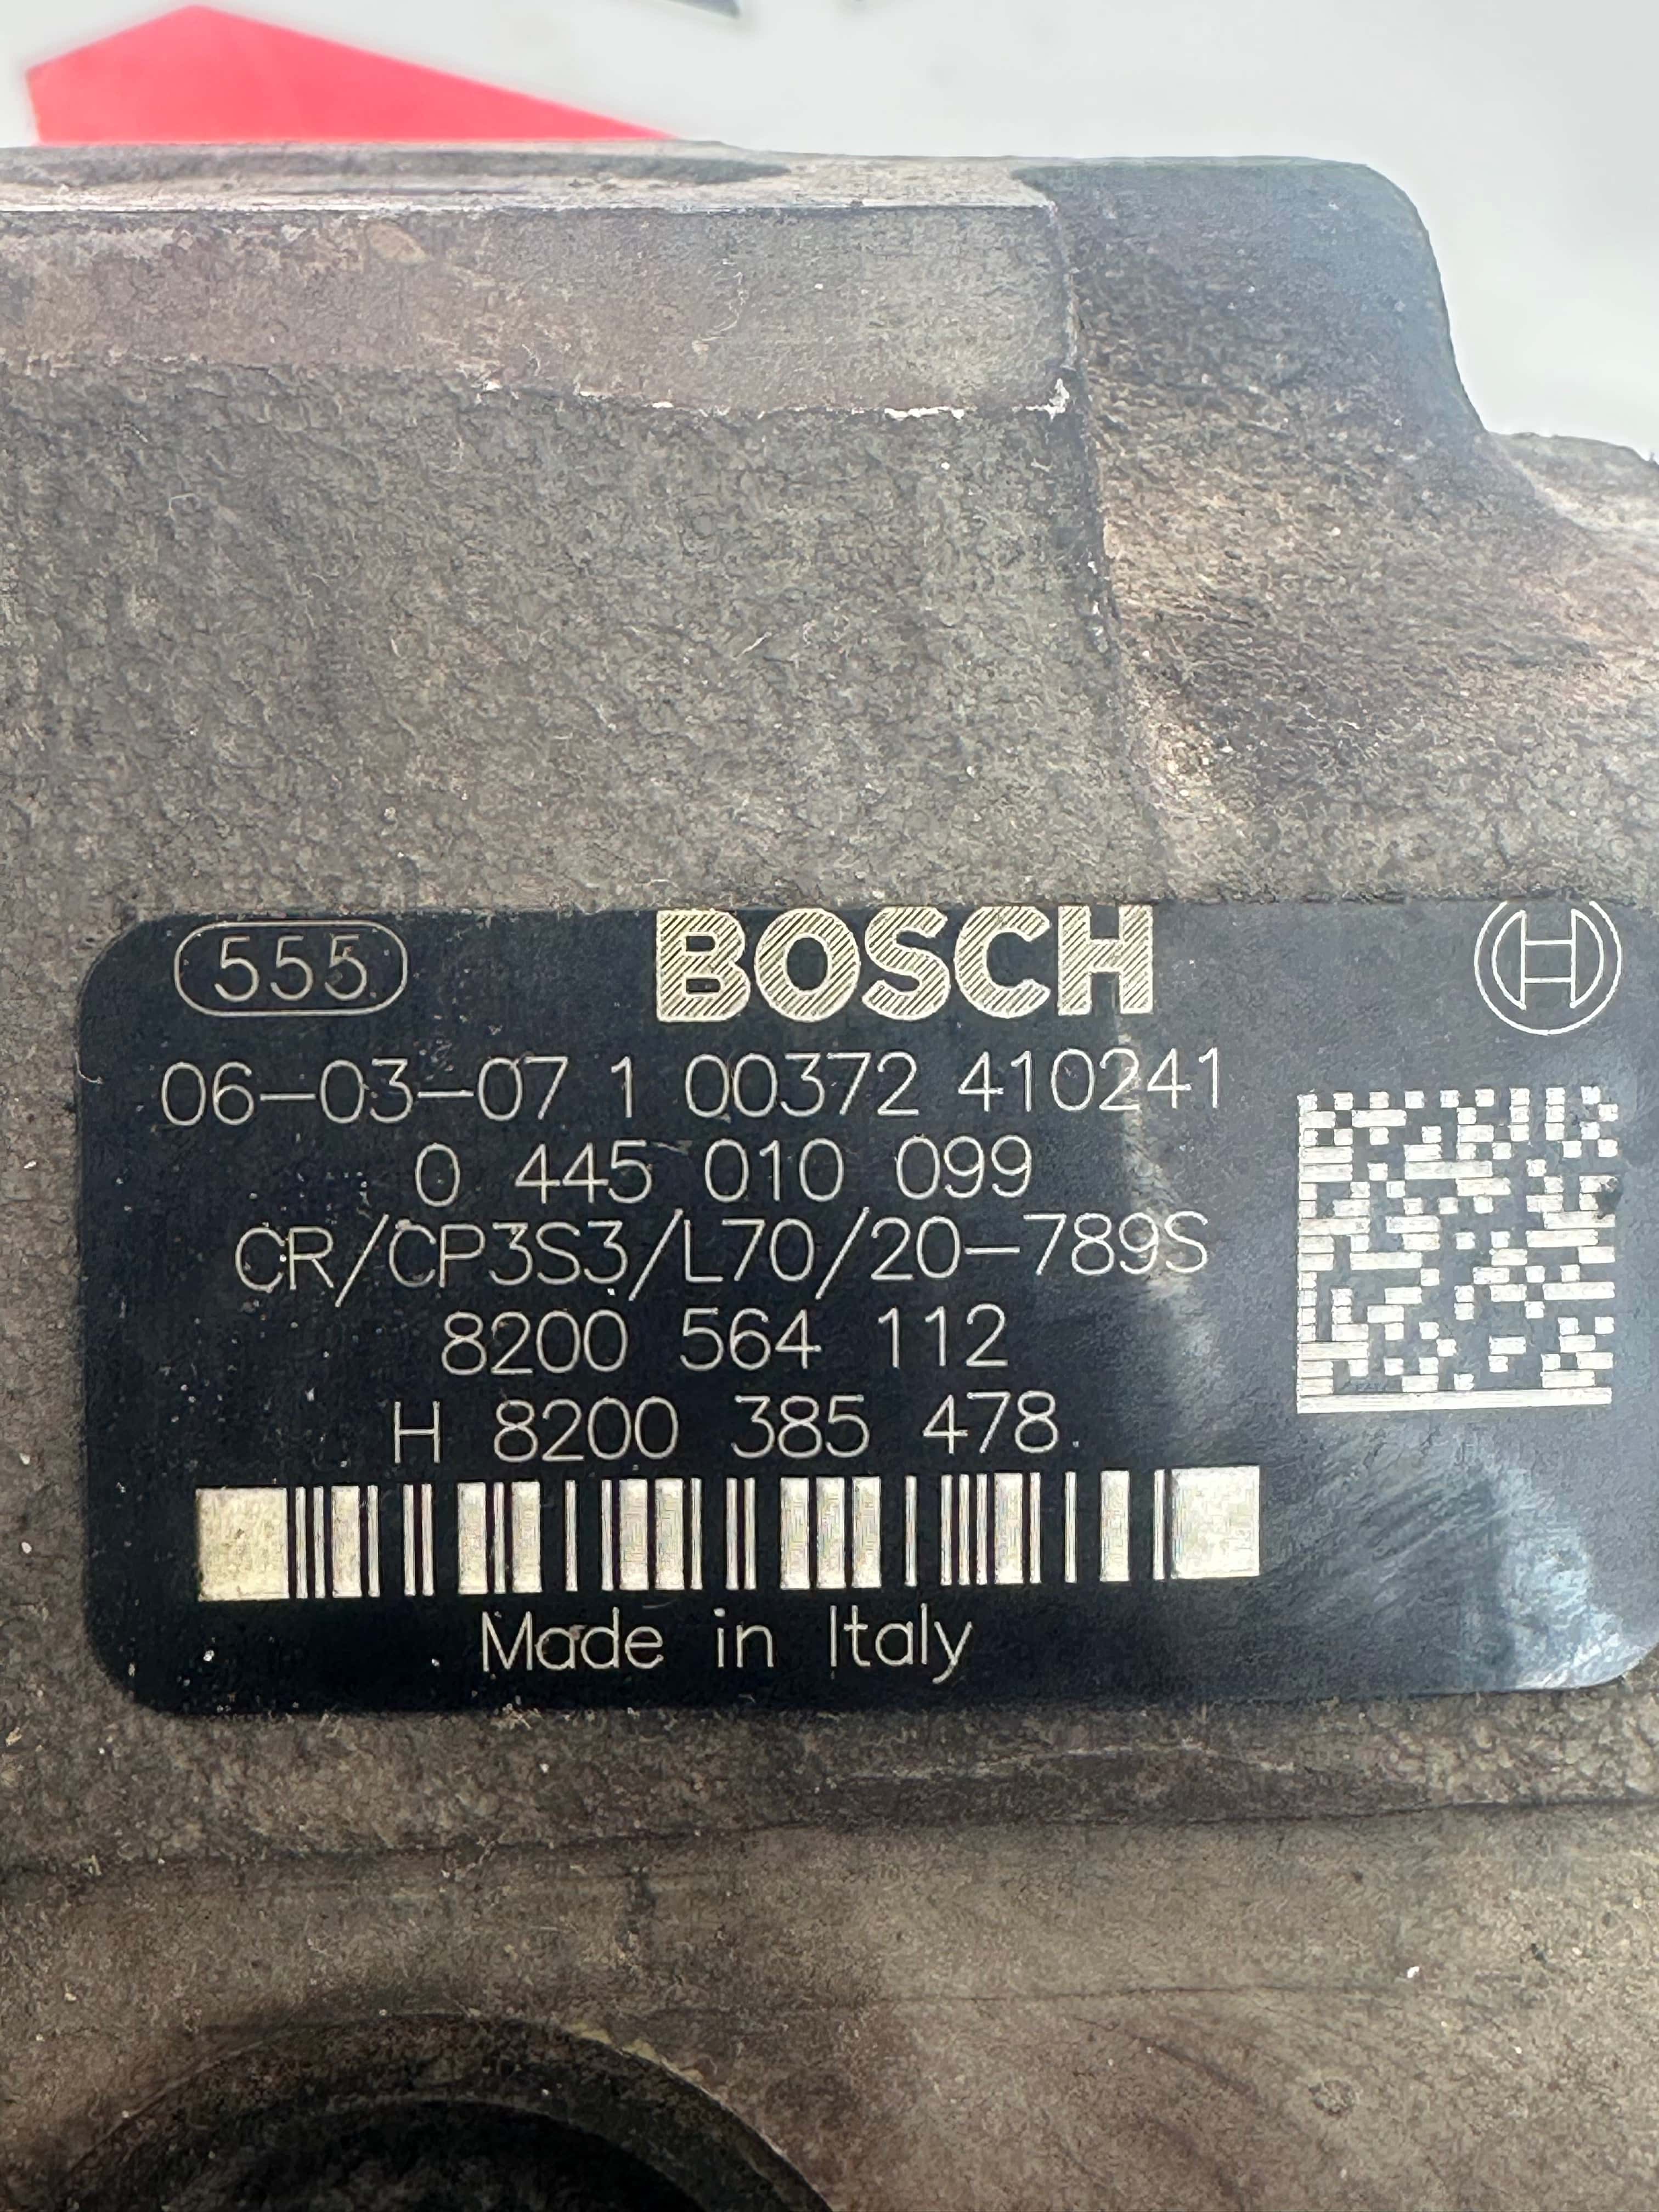 555
BOSCH
06-03-07 1 00372 410241
0 445 010 099
CR/CP3S3/L70/20-789S
8200 564 112
H 8200 385 478
Made in Italy